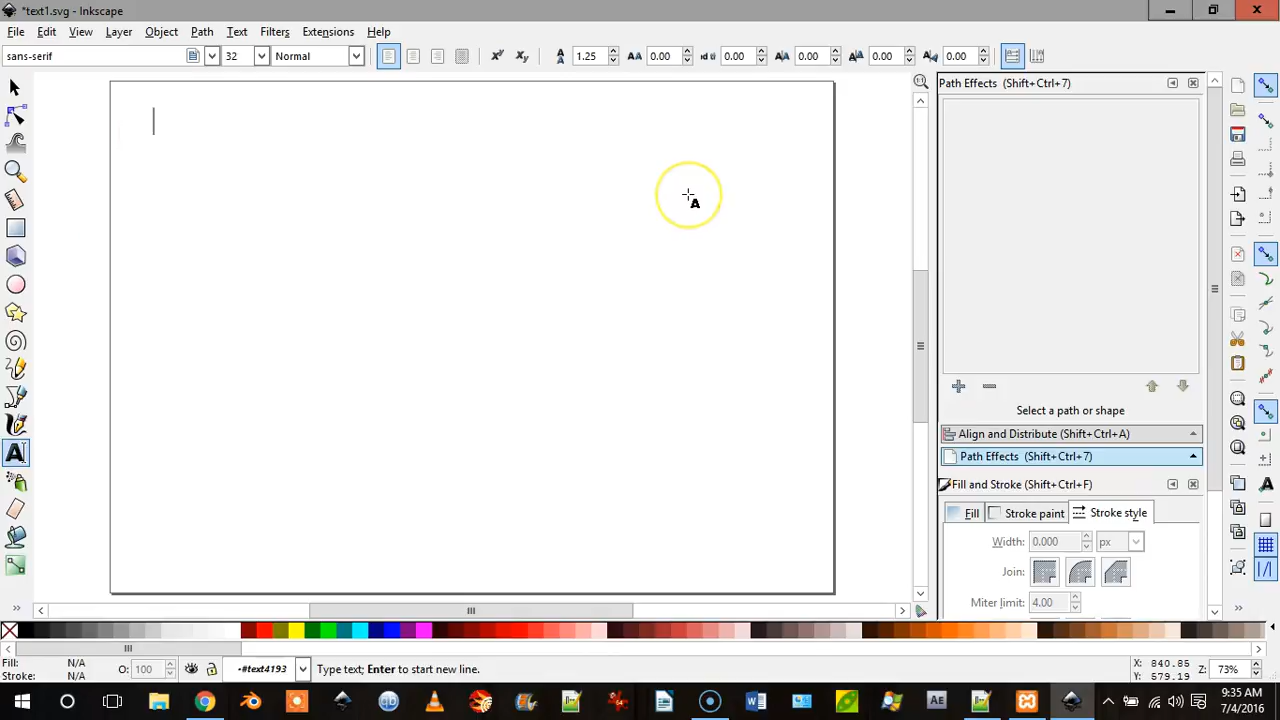 *text1.svg - Inkscape
File Edit View Layer Object Path Text Filters Extensions Help
sans-serif 32 Normal 1.25 0.00 0.00 0.00 0.00 0.00
Path Effects (Shift+Ctrl+7)
A
Select a path or shape
Align and Distribute (Shift+Ctrl+A)
Path Effects (Shift+Ctrl+7)
Fill and Stroke (Shift+Ctrl+F)
Fill Stroke paint Stroke style
Width: 0.000 px
Join:
Miter limit: 4.00
Fill: N/A O: 100 •#text4193 Type text; Enter to start new line. X: 840.85 Z: 73%
Stroke: N/A Y: 579.19
9:35 AM
7/4/2016